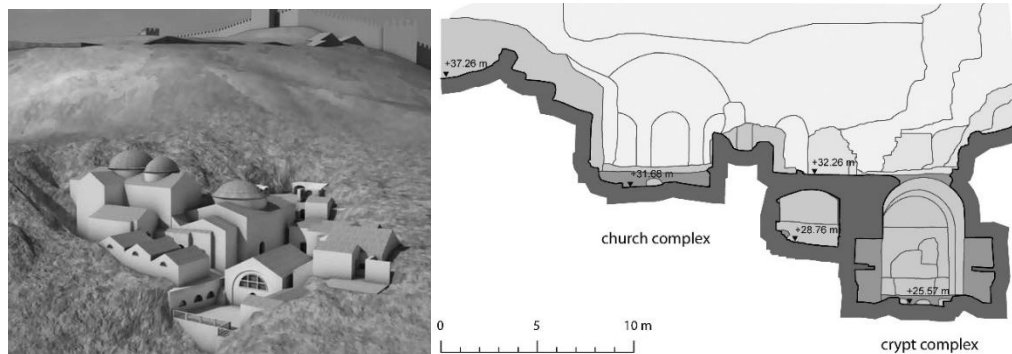 +37.26 m
+32.26 m
+31.68 m
church complex
+28.76 m
+25.57 m
0 5 10 m
crypt complex